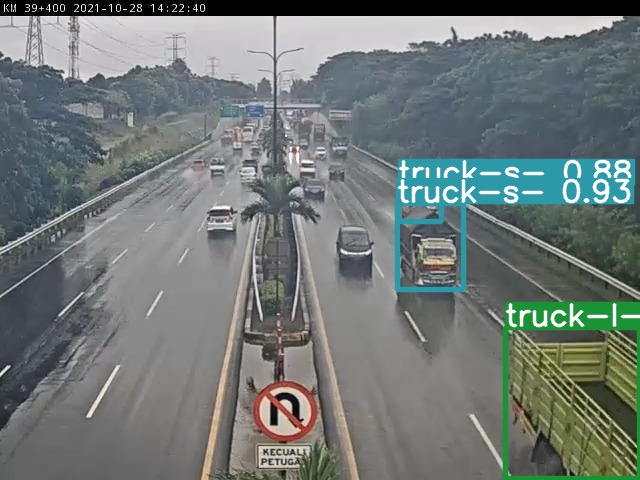 KM 39+400 2021-10-28 14:22:40
truck-s- 0.88
truck-s- 0.93
truck-l-
KECUALI
PETUGA